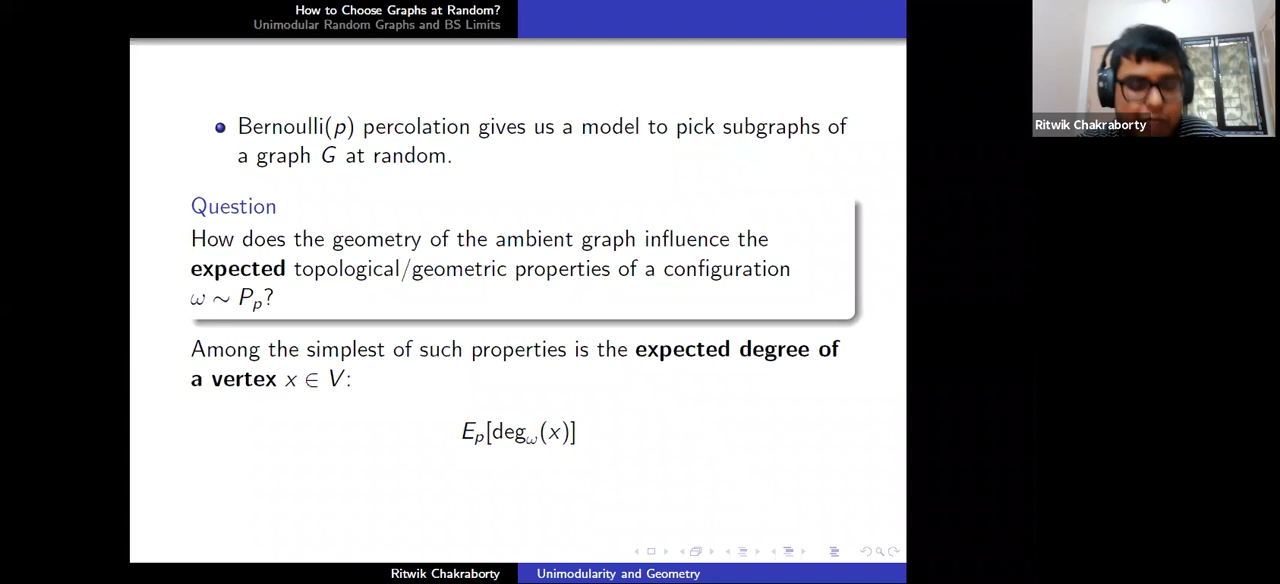 How to Choose Graphs at Random?
Unimodular Random Graphs and BS Limits
Bernoulli(p) percolation gives us a model to pick subgraphs of
a graph G at random.
Question
How does the geometry of the ambient graph influence the
expected topological/geometric properties of a configuration
ω ∼ Pₚ?
Among the simplest of such properties is the expected degree of
a vertex x ∈ V:
Eₚ[deg_ω(x)]
Ritwik Chakraborty
Unimodularity and Geometry
Ritwik Chakraborty